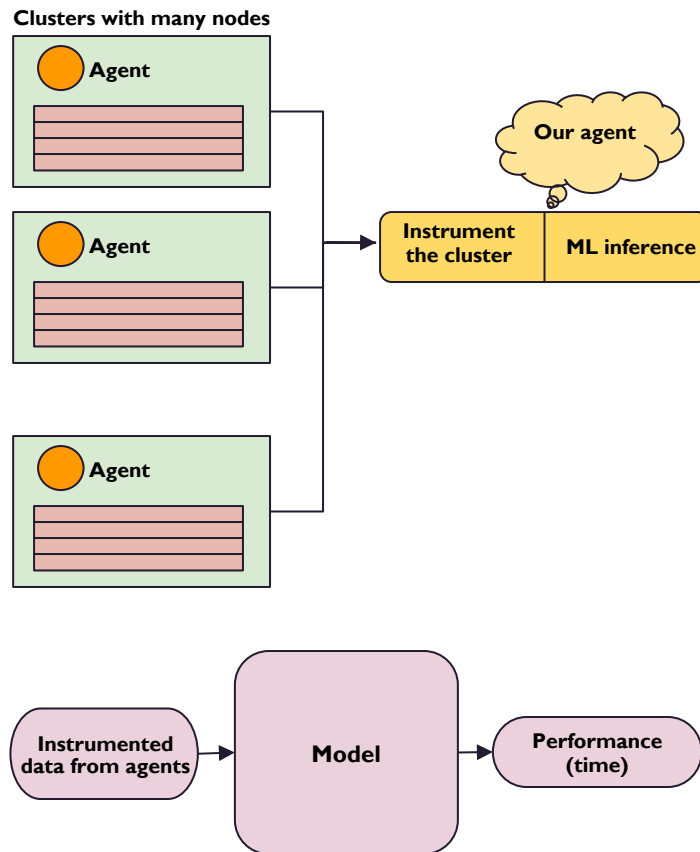 Clusters with many nodes
Agent
Agent
Agent
Our agent
Instrument
the cluster
ML inference
Instrumented
data from agents
Model
Performance
(time)